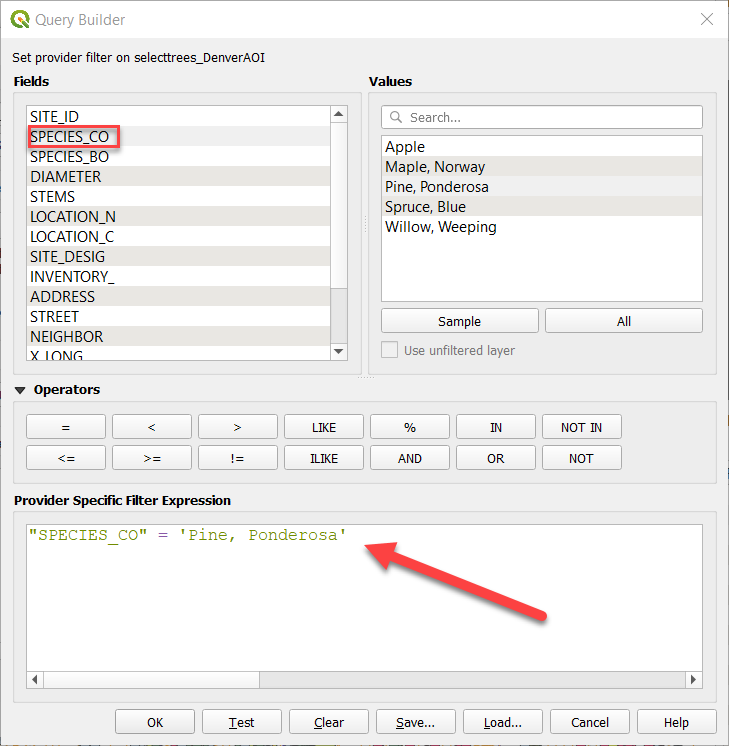 Query Builder
Set provider filter on selecttrees_DenverAOI
Fields
SITE_ID
SPECIES_CO
SPECIES_BO
DIAMETER
STEMS
LOCATION_N
LOCATION_C
SITE_DESIG
INVENTORY_
ADDRESS
STREET
NEIGHBOR
X_LONG
Values
Search...
Apple
Maple, Norway
Pine, Ponderosa
Spruce, Blue
Willow, Weeping
Sample All
Use unfiltered layer
Operators
= < > LIKE % IN NOT IN
<= >= != ILIKE AND OR NOT
Provider Specific Filter Expression
"SPECIES_CO" = 'Pine, Ponderosa'
OK Test Clear Save... Load... Cancel Help